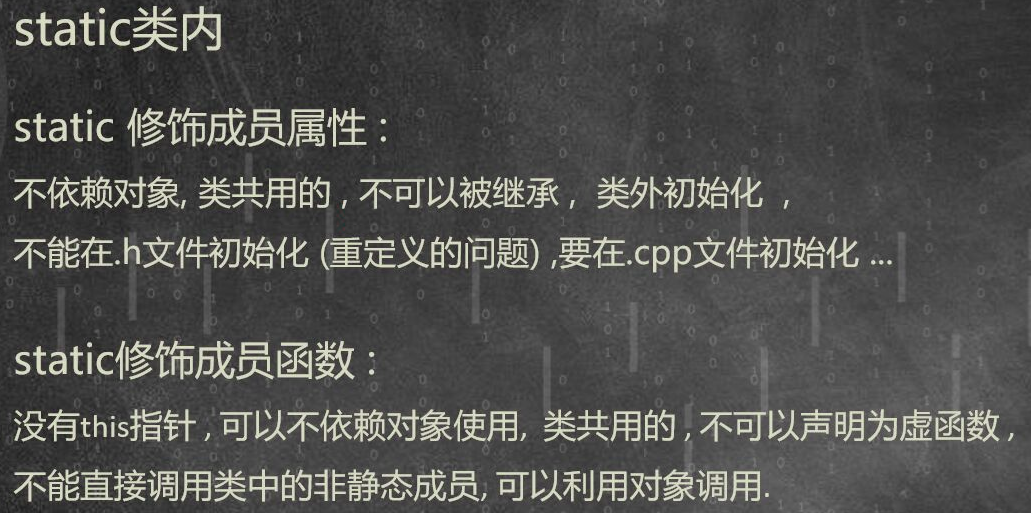 static类内
static 修饰成员属性 :
不依赖对象, 类共用的 , 不可以被继承 ,  类外初始化  ,
不能在.h文件初始化 (重定义的问题) ,要在.cpp文件初始化 ...
static修饰成员函数 :
没有this指针 , 可以不依赖对象使用,  类共用的 , 不可以声明为虚函数 ,
不能直接调用类中的非静态成员, 可以利用对象调用.